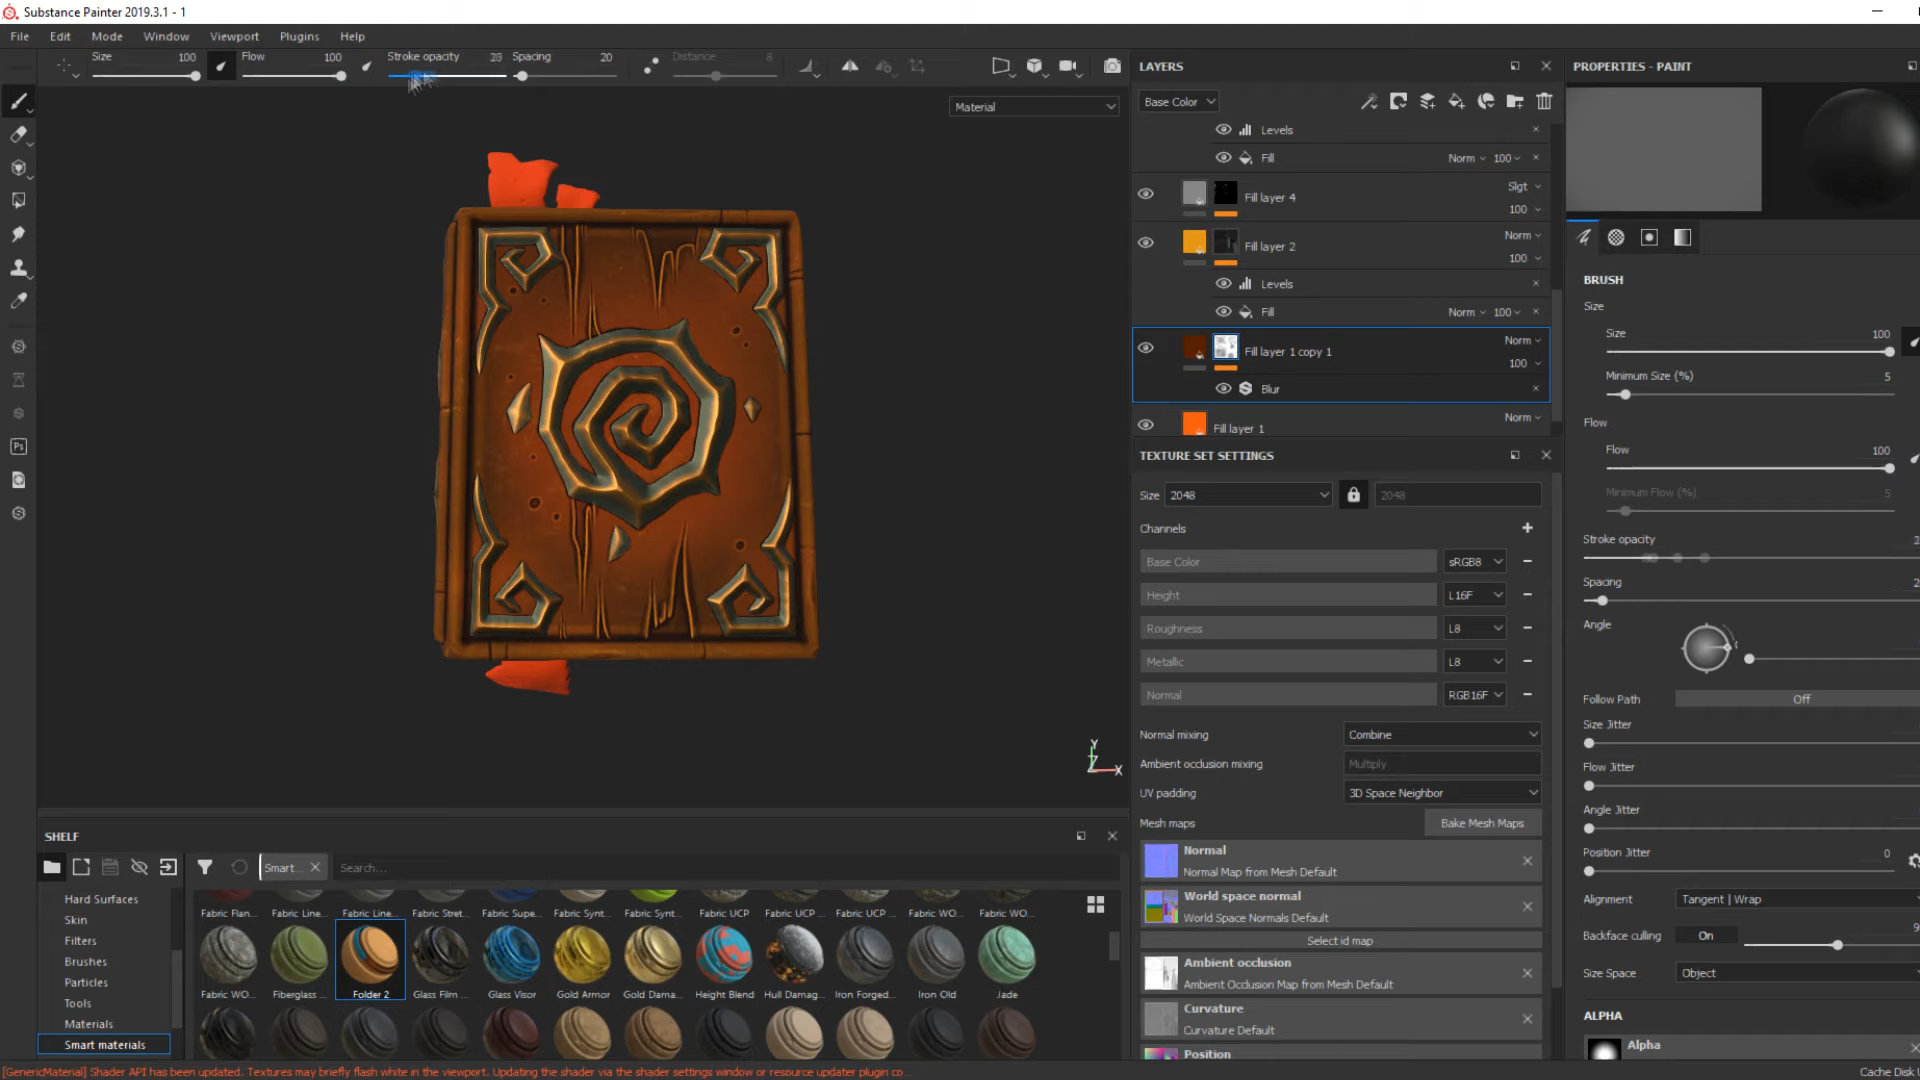 Substance Painter 2019.3.1 - 1
File Edit Mode Window Viewport Plugins Help
Size 100 Flow 100 Stroke opacity Spacing 20 Distance 8
Material
LAYERS
Base Color
Levels
Fill Norm 100
Fill layer 4 Slgt 100
Fill layer 2 Norm 100
Levels
Fill Norm 100
Fill layer 1 copy 1 Norm 100
Blur
Fill layer 1 Norm
TEXTURE SET SETTINGS
Size 2048 2048
Channels
Base Color sRGB8
Height L16F
Roughness L8
Metallic L8
Normal RGB16F
Normal mixing Combine
Ambient occlusion mixing Multiply
UV padding 3D Space Neighbor
Mesh maps Bake Mesh Maps
Normal
Normal Map from Mesh Default
World space normal
World Space Normals Default
Select id map
Ambient occlusion
Ambient Occlusion Map from Mesh Default
Curvature
Curvature Default
Position
PROPERTIES - PAINT
BRUSH
Size
Size 100
Minimum Size (%) 5
Flow
Flow 100
Minimum Flow (%) 5
Stroke opacity
Spacing
Angle
Follow Path Off
Size Jitter
Flow Jitter
Angle Jitter
Position Jitter 0
Alignment Tangent | Wrap
Backface culling On
Size Space Object
ALPHA
Alpha
Y
Z
X
SHELF
Smart... Search...
Hard Surfaces
Skin
Filters
Brushes
Particles
Tools
Materials
Smart materials
Fabric Flan... Fabric Line... Fabric Line... Fabric Stret... Fabric Supe... Fabric Synt... Fabric Synt... Fabric UCP Fabric UCP ... Fabric UCP ... Fabric WO... Fabric WO...
Fabric WO... Fiberglass ... Folder 2 Glass Film ... Glass Visor Gold Armor Gold Dama... Height Blend Hull Damag... Iron Forged... Iron Old Jade
[GenericMaterial] Shader API has been updated. Textures may briefly flash white in the viewport. Updating the shader via the shader settings window or resource updater plugin co...
Cache Disk